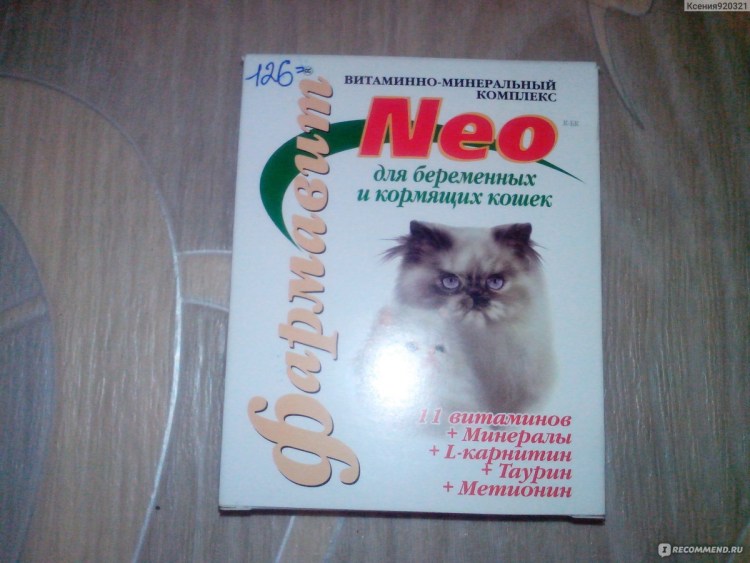 Ксения920321
126=
ВИТАМИННО-МИНЕРАЛЬНЫЙ
КОМПЛЕКС
Фармавит
Neo
для беременных
и кормящих кошек
11 витаминов
+ Минералы
+ L-карнитин
+ Таурин
+ Метионин
RECOMMEND.RU